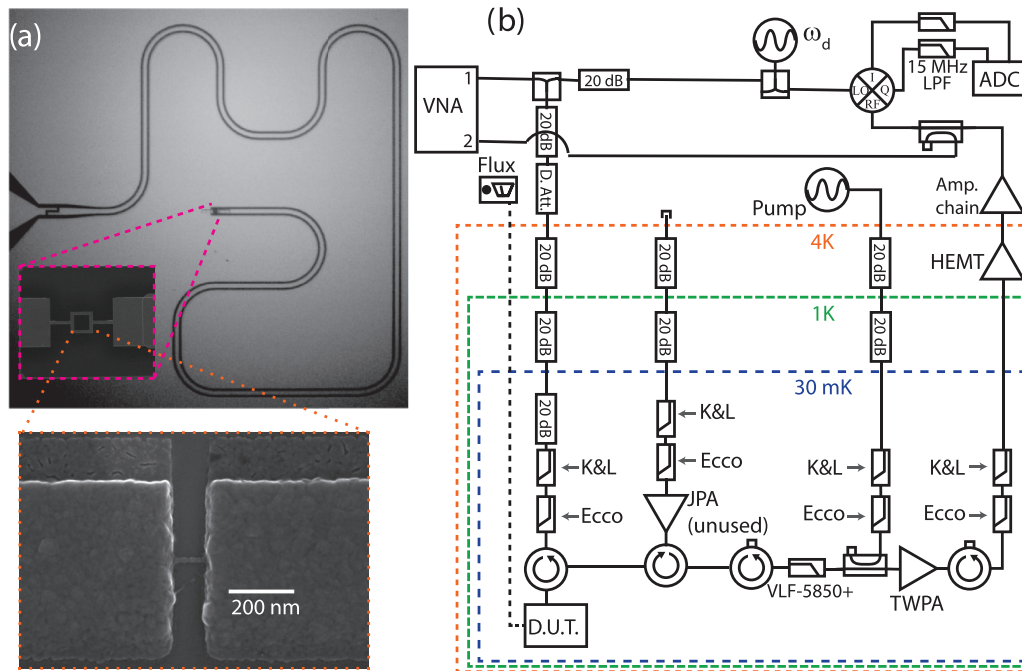 (a)
200 nm
(b)
VNA
1
2
20 dB
ω_d
I
LO
Q
RF
15 MHz
LPF
ADC
20 dB
D. Att.
Flux
Pump
Amp.
chain
4K
HEMT
20 dB
20 dB
20 dB
1K
20 dB
20 dB
20 dB
30 mK
20 dB
K&L
K&L
Ecco
K&L
K&L
Ecco
Ecco
Ecco
JPA
(unused)
VLF-5850+
TWPA
D.U.T.